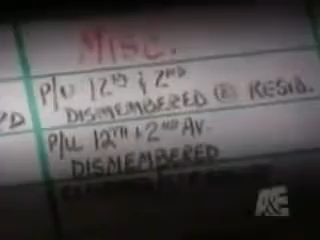 MISC.
P/U 12TH & 2ND
DISMEMBERED @ RESID.
P/U 12TH + 2ND AV.
DISMEMBERED
A&E